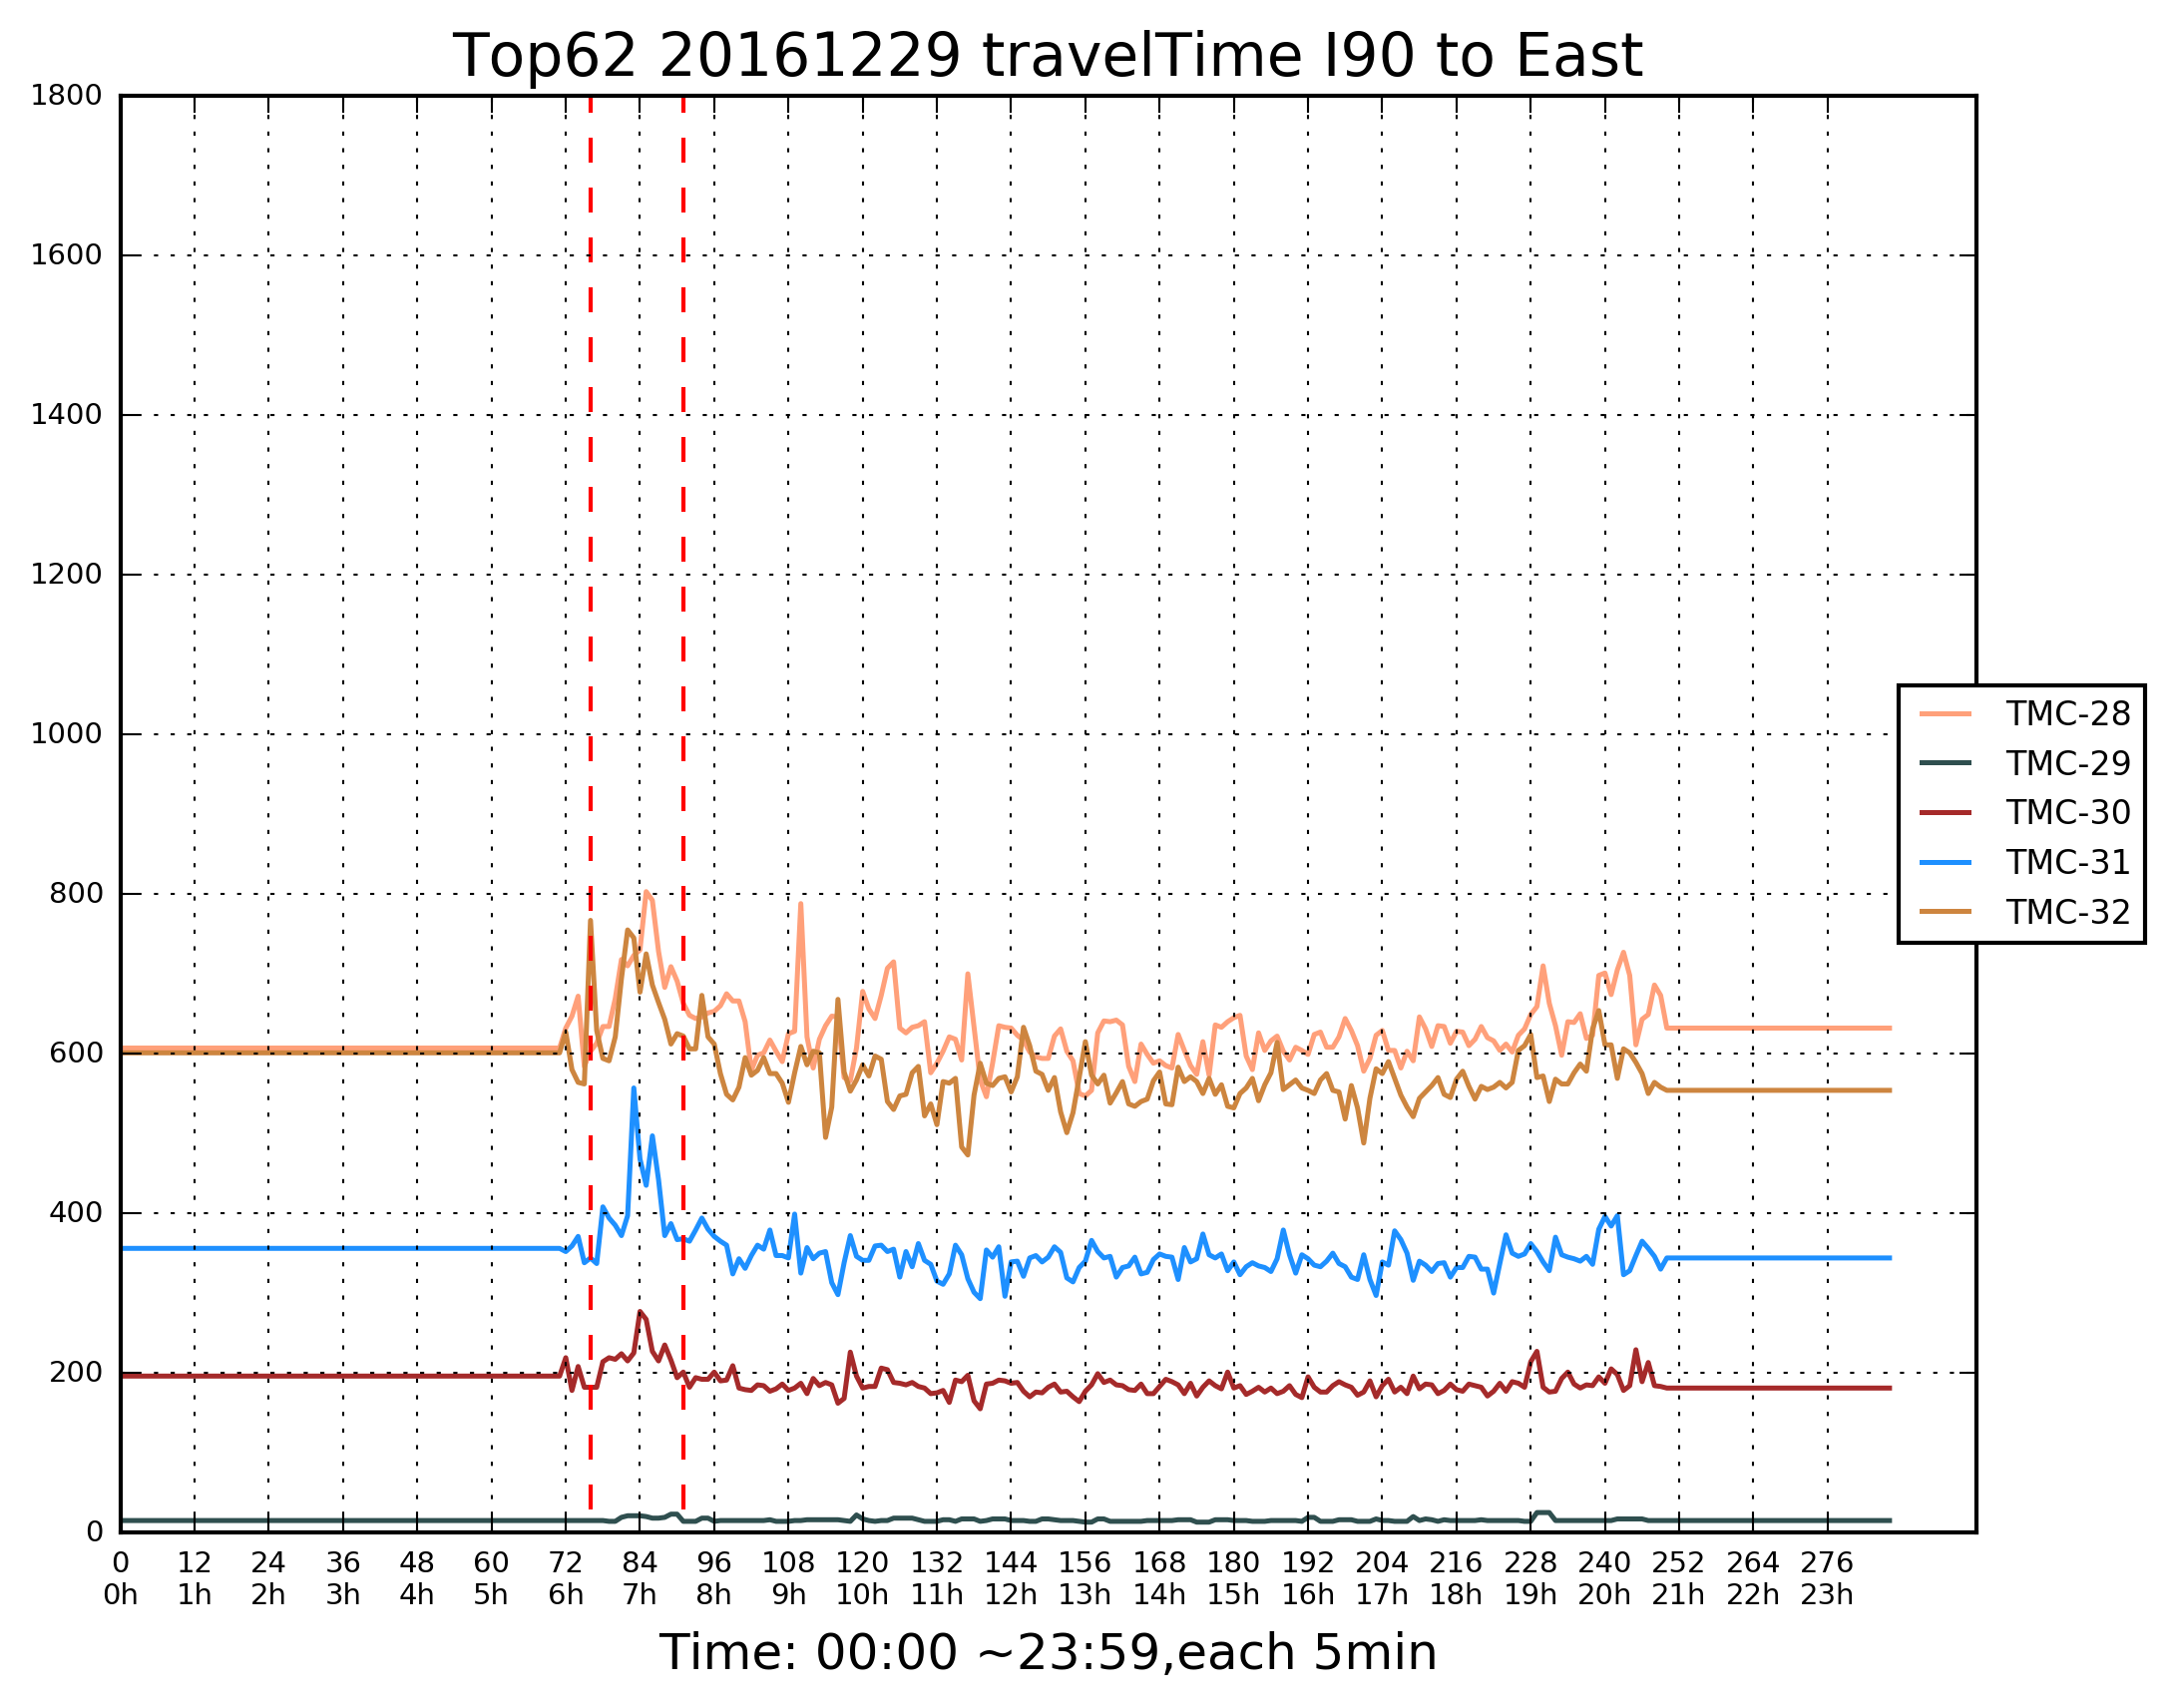 Top62 20161229 travelTime I90 to East
1800
1600
1400
1200
1000
800
600
400
200
0
TMC-28
TMC-29
TMC-30
TMC-31
TMC-32
0 12 24 36 48 60 72 84 96 108 120 132 144 156 168 180 192 204 216 228 240 252 264 276
0h 1h 2h 3h 4h 5h 6h 7h 8h 9h 10h 11h 12h 13h 14h 15h 16h 17h 18h 19h 20h 21h 22h 23h
Time: 00:00 ~23:59,each 5min